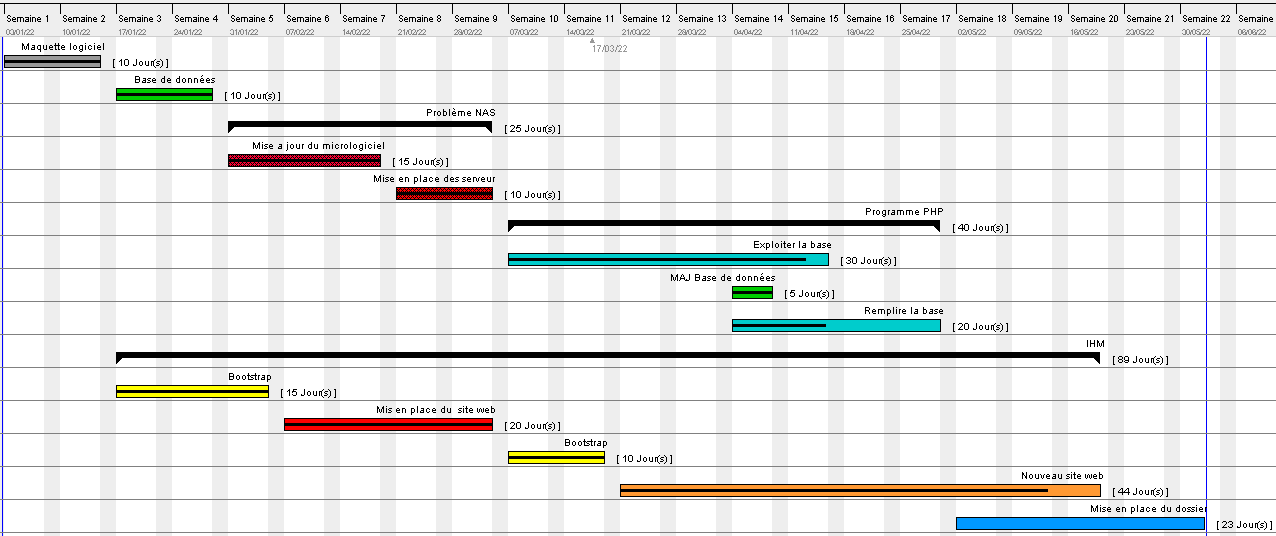 Semaine 1 Semaine 2 Semaine 3 Semaine 4 Semaine 5 Semaine 6 Semaine 7 Semaine 8 Semaine 9 Semaine 10 Semaine 11 Semaine 12 Semaine 13 Semaine 14 Semaine 15 Semaine 16 Semaine 17 Semaine 18 Semaine 19 Semaine 20 Semaine 21 Semaine 22 Semaine
03/01/22 10/01/22 17/01/22 24/01/22 31/01/22 07/02/22 14/02/22 21/02/22 28/02/22 07/03/22 14/03/22 21/03/22 28/03/22 04/04/22 11/04/22 18/04/22 25/04/22 02/05/22 09/05/22 16/05/22 23/05/22 30/05/22 06/06/22
17/03/22
Maquette logiciel
[ 10 Jour(s) ]
Base de données
[ 10 Jour(s) ]
Problème NAS
[ 25 Jour(s) ]
Mise a jour du micrologiciel
[ 15 Jour(s) ]
Mise en place des serveur
[ 10 Jour(s) ]
Programme PHP
[ 40 Jour(s) ]
Exploiter la base
[ 30 Jour(s) ]
MAJ Base de données
[ 5 Jour(s) ]
Remplire la base
[ 20 Jour(s) ]
IHM
[ 89 Jour(s) ]
Bootstrap
[ 15 Jour(s) ]
Mis en place du site web
[ 20 Jour(s) ]
Bootstrap
[ 10 Jour(s) ]
Nouveau site web
[ 44 Jour(s) ]
Mise en place du dossier
[ 23 Jour(s) ]